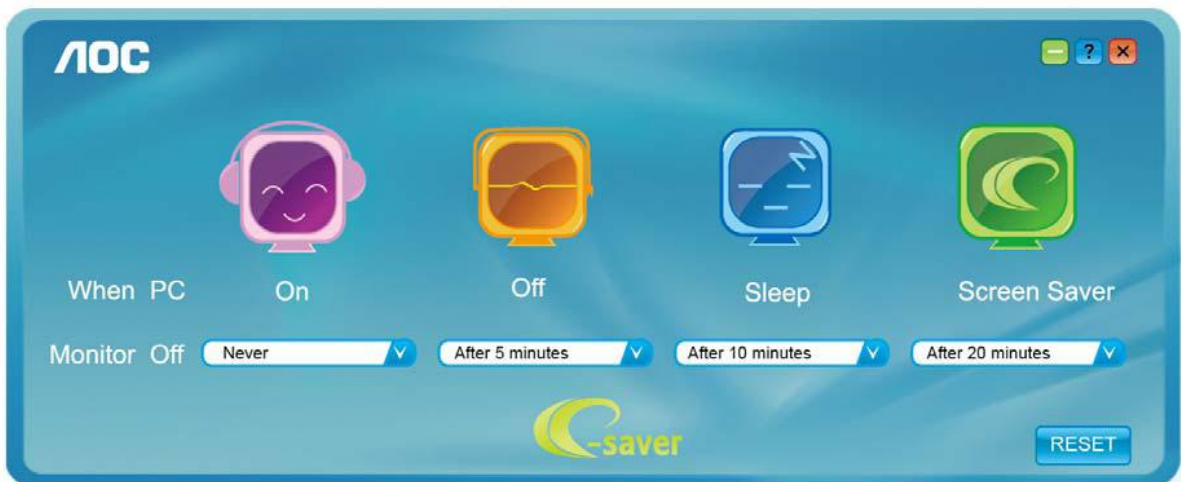 AOC
?
When PC On Off Sleep Screen Saver
Monitor Off Never After 5 minutes After 10 minutes After 20 minutes
e-saver
RESET